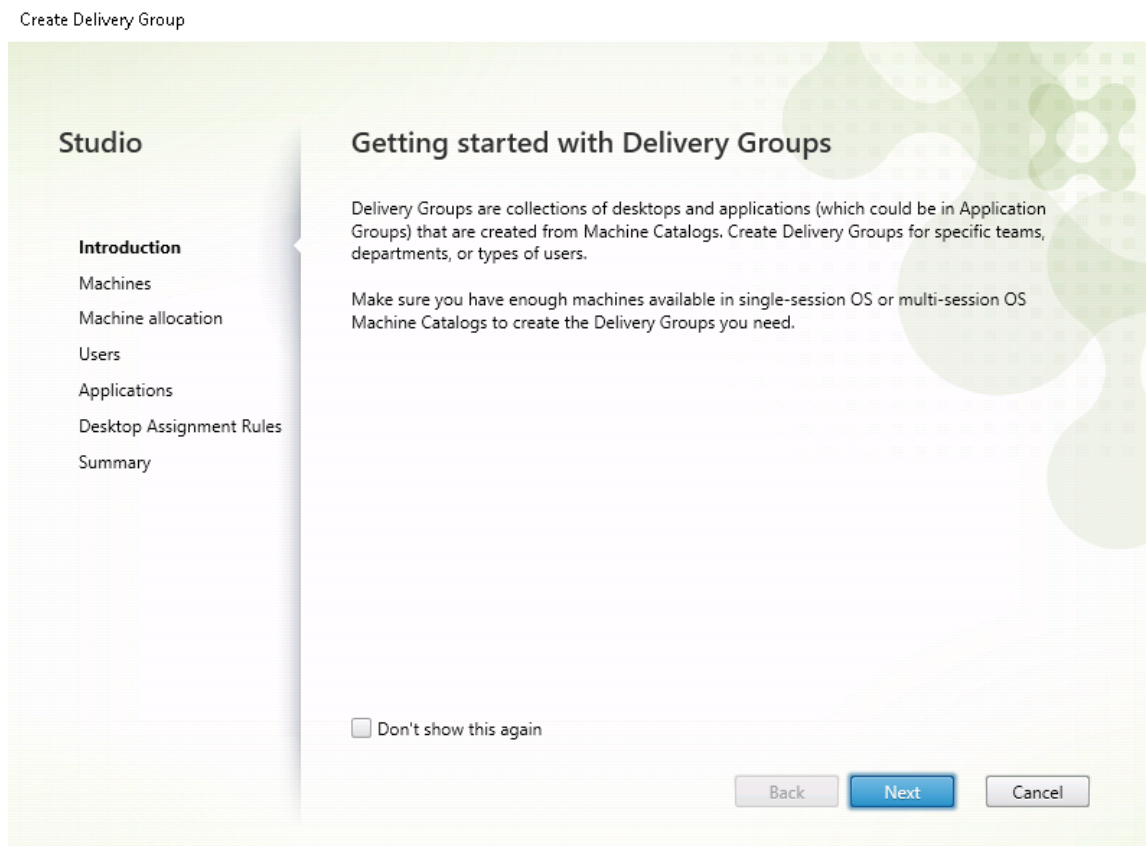 Create Delivery Group
Studio
Introduction
Machines
Machine allocation
Users
Applications
Desktop Assignment Rules
Summary
Getting started with Delivery Groups
Delivery Groups are collections of desktops and applications (which could be in Application
Groups) that are created from Machine Catalogs. Create Delivery Groups for specific teams,
departments, or types of users.
Make sure you have enough machines available in single-session OS or multi-session OS
Machine Catalogs to create the Delivery Groups you need.
Don't show this again
Back
Next
Cancel